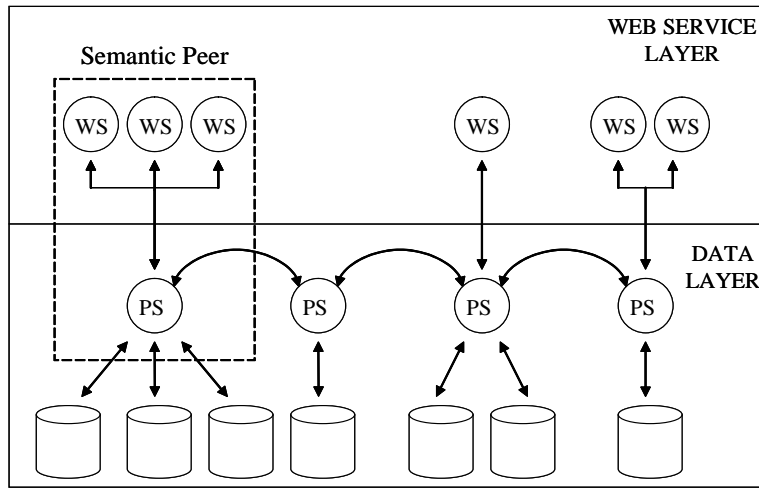 WEB SERVICE
LAYER
Semantic Peer
WS WS WS WS WS WS
DATA
LAYER
PS PS PS PS